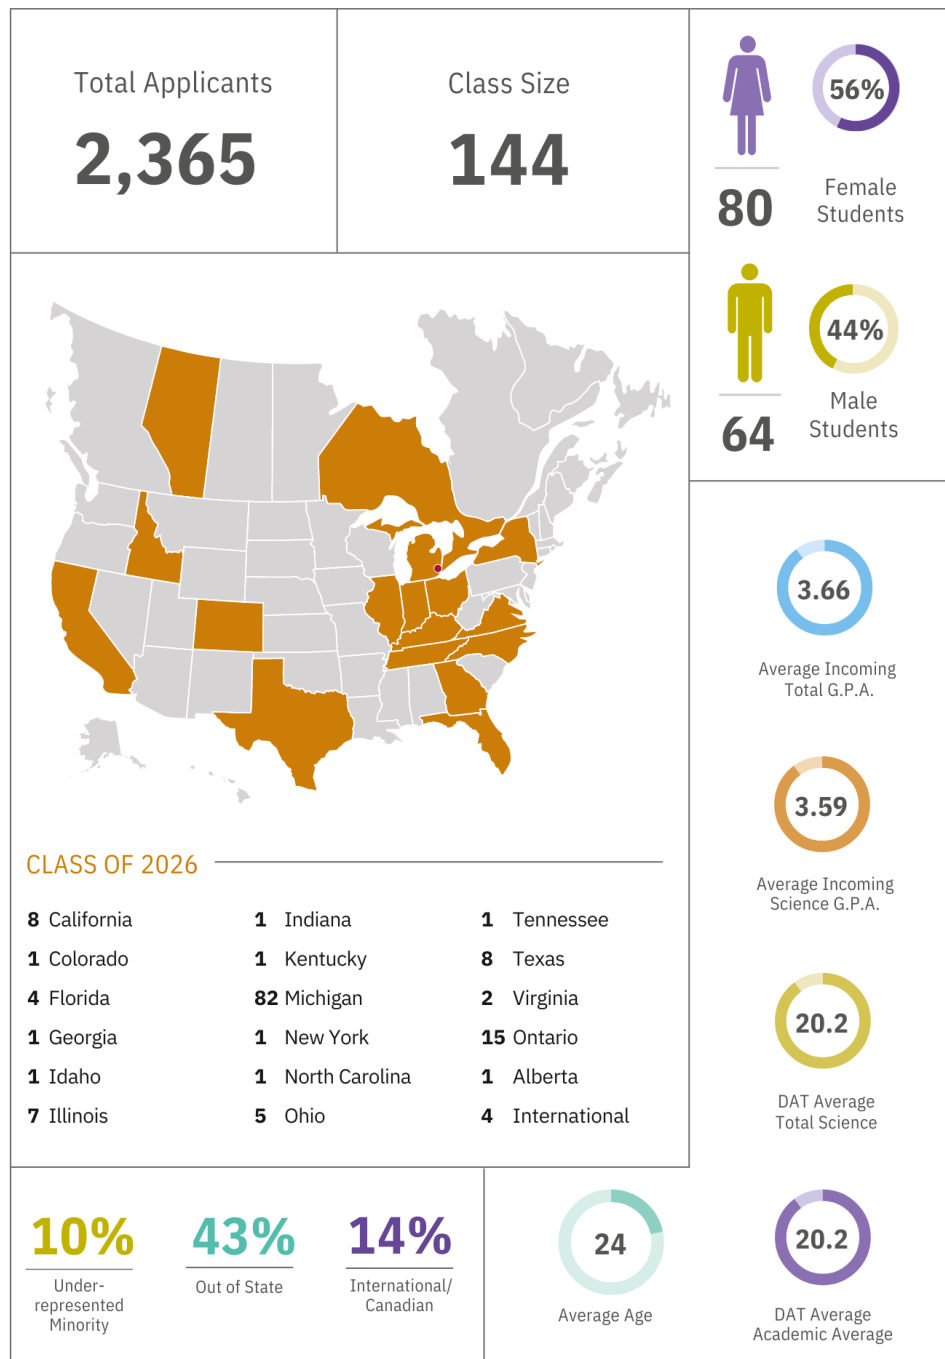 Total Applicants
2,365
Class Size
144
56%
80
Female
Students
44%
64
Male
Students
CLASS OF 2026
8 California
1 Colorado
4 Florida
1 Georgia
1 Idaho
7 Illinois
1 Indiana
1 Kentucky
82 Michigan
1 New York
1 North Carolina
5 Ohio
1 Tennessee
8 Texas
2 Virginia
15 Ontario
1 Alberta
4 International
3.66
Average Incoming
Total G.P.A.
3.59
Average Incoming
Science G.P.A.
20.2
DAT Average
Total Science
10%
Under-
represented
Minority
43%
Out of State
14%
International/
Canadian
24
Average Age
20.2
DAT Average
Academic Average